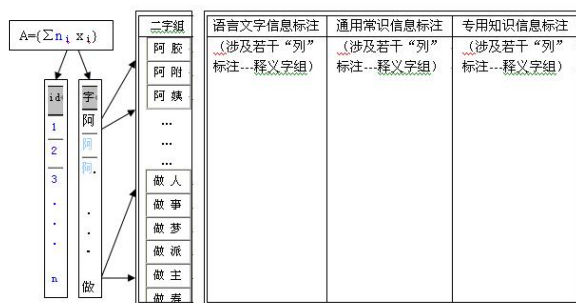 A=(∑n i x i)
id
1
2
3
.
.
.
n
字
阿
阿
阿.
.
.
.
做
二字组
阿 胶
阿 附
阿 姨
…
…
…
做 人
做 事
做 梦
做 派
做 主
做 寿
语言文字信息标注
（涉及若干“列”
标注---释义字组）
通用常识信息标注
（涉及若干“列”
标注---释义字组）
专用知识信息标注
（涉及若干“列”
标注---释义字组）